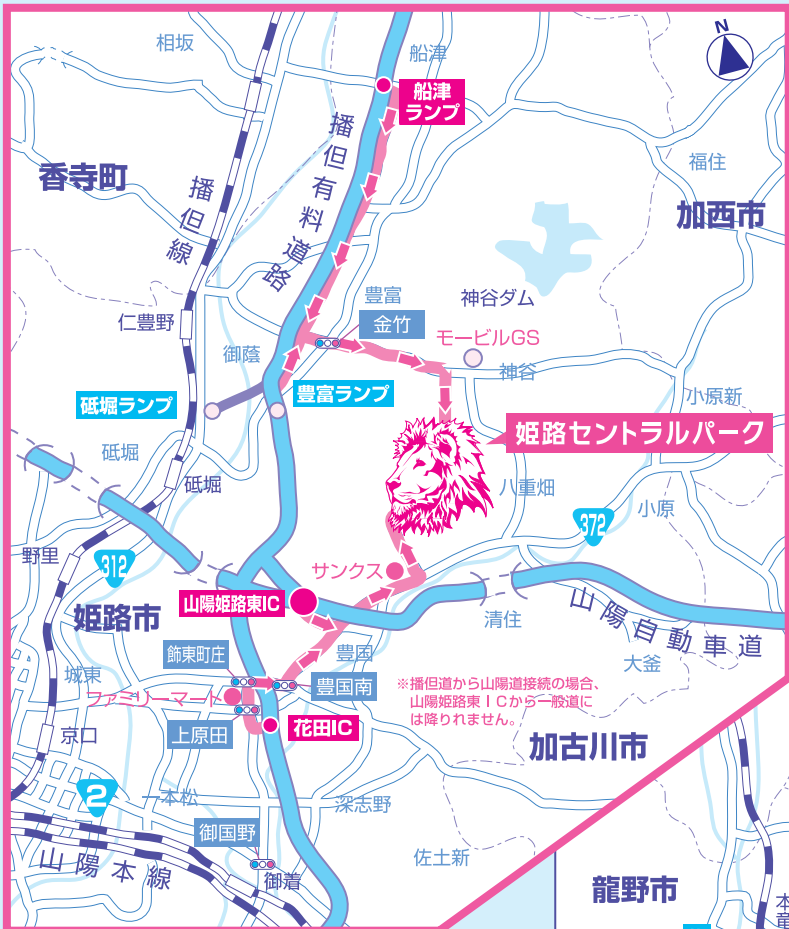 N
相坂
船津
船津
ランプ
播但有料道路
香寺町
播但線
福住
加西市
神谷ダム
豊富
仁豊野
金竹
モービルGS
御蔭
神谷
砥堀ランプ
豊富ランプ
小原新
姫路セントラルパーク
砥堀
砥堀
八重畑
372
小原
野里
312
サンクス
山陽姫路東IC
姫路市
清住
山陽自動車道
飾東町庄
豊国
大釜
城東
豊国南
ファミリーマート
※播但道から山陽道接続の場合、
山陽姫路東ICから一般道に
は降りれません。
上原田
花田IC
京口
加古川市
2
一本松
深志野
御国野
山陽本線
御着
佐土新
龍野市
本竜